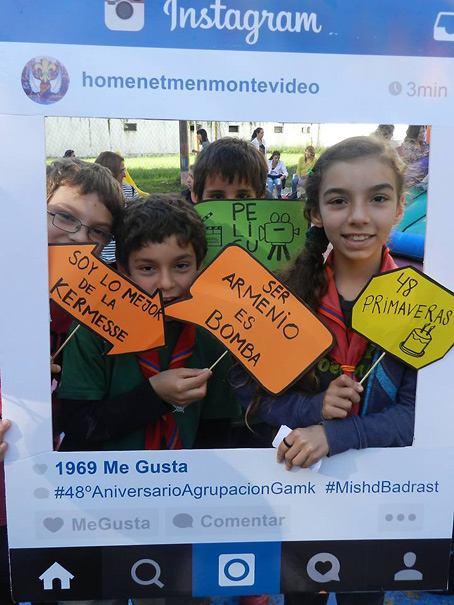 Instagram
homenetmenmontevideo
3min
PE
LI
CU
SOY LO MEJOR
DE LA
KERMESSE
SER
ARMENIO
ES
BOMBA
48
PRIMAVERAS
1969 Me Gusta
#48ºAniversarioAgrupacionGamk #MishdBadrast
MeGusta
Comentar